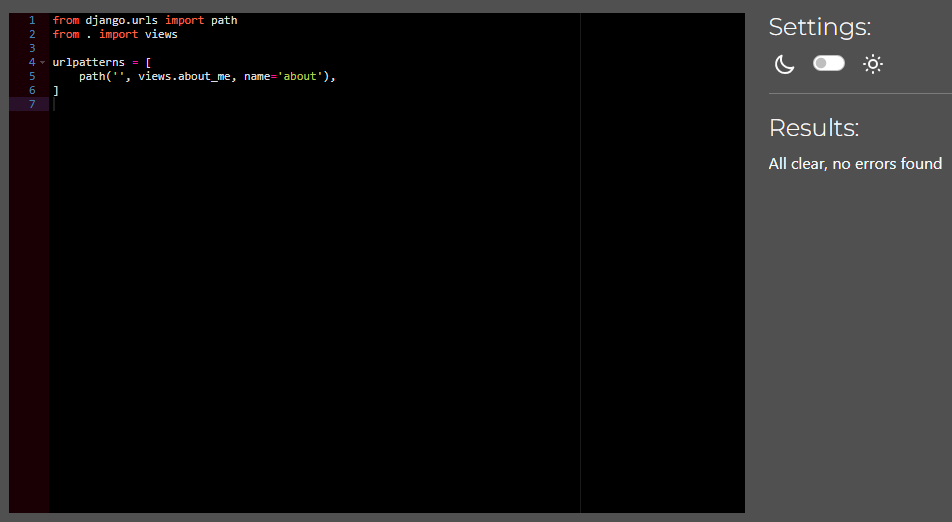 1 from django.urls import path
2 from . import views
3
4 urlpatterns = [
5     path('', views.about_me, name='about'),
6 ]
7
Settings:
Results:
All clear, no errors found